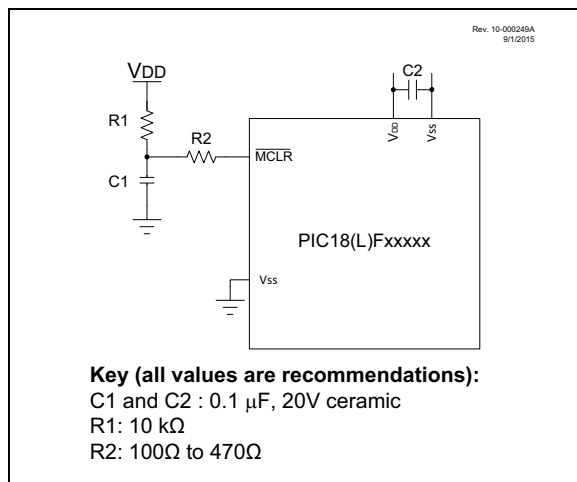 Rev. 10-000249A
9/1/2015
VDD
C2
R1
R2
VDD
Vss
MCLR
C1
PIC18(L)Fxxxxx
Vss
Key (all values are recommendations):
C1 and C2 : 0.1 μF, 20V ceramic
R1: 10 kΩ
R2: 100Ω to 470Ω